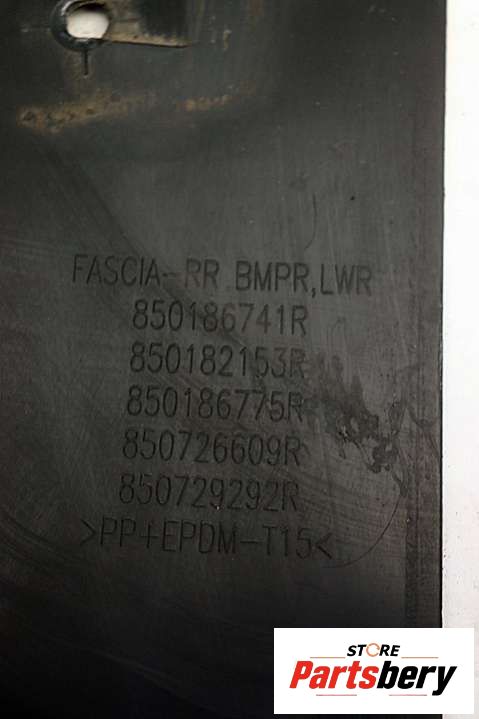 FASCIA-RR BMPR,LWR
850186741R
850182153R
850186775R
850726609R
850729292R
>PP+EPDM-T15<
STORE
Partsbery